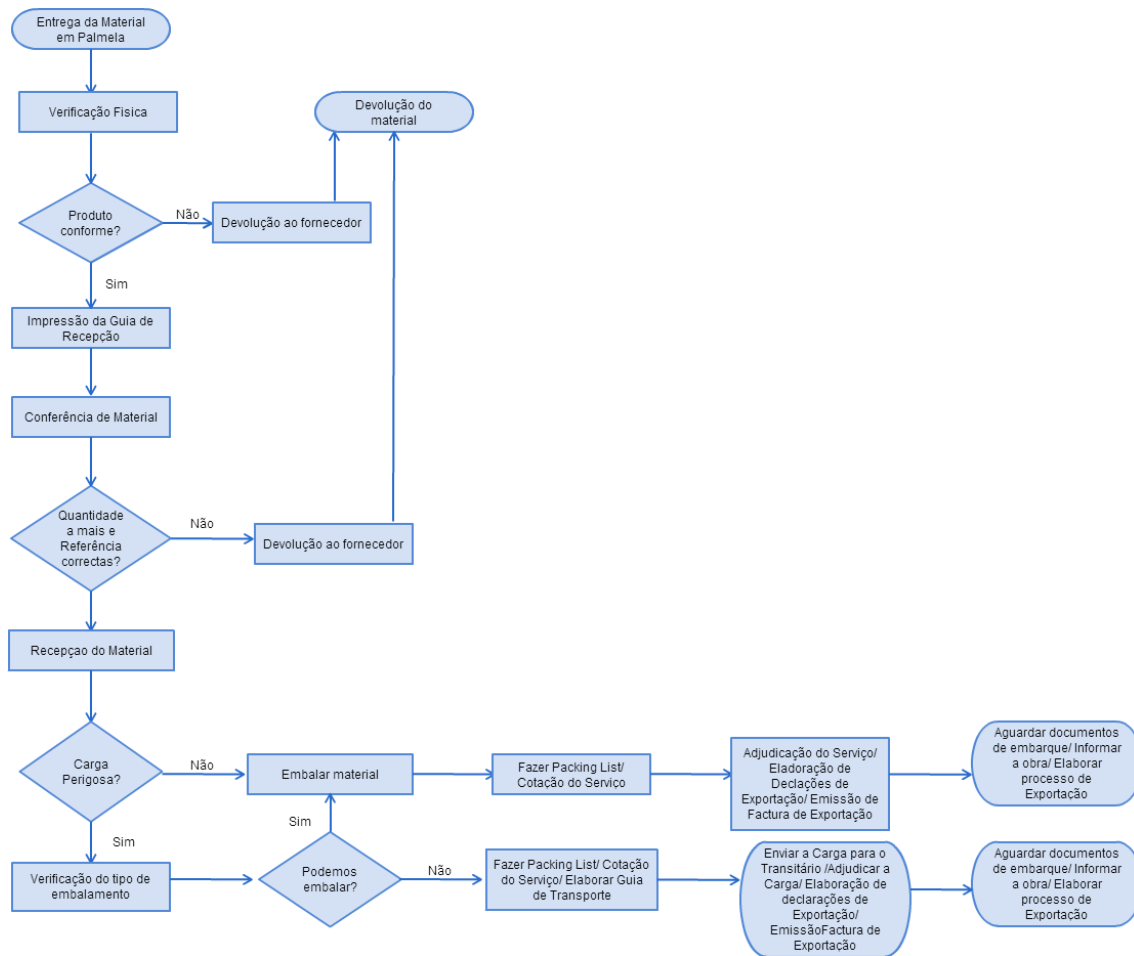 Entrega da Material
em Palmela
Verificação Fisica
Devolução do
material
Produto
conforme?
Não
Devolução ao fornecedor
Sim
Impressão da Guia de
Recepção
Conferência de Material
Quantidade
a mais e
Referência
correctas?
Não
Devolução ao fornecedor
Recepçao do Material
Carga
Perigosa?
Não
Embalar material
Fazer Packing List/
Cotação do Serviço
Adjudicação do Serviço/
Eladoração de
Declações de
Exportação/ Emissão de
Factura de Exportação
Aguardar documentos
de embarque/ Informar
a obra/ Elaborar
processo de
Exportação
Sim
Sim
Verificação do tipo de
embalamento
Podemos
embalar?
Não
Fazer Packing List/ Cotação
do Serviço/ Elaborar Guia
de Transporte
Enviar a Carga para o
Transitário /Adjudicar a
Carga/ Elaboração de
declarações de
Exportação/
EmissãoFactura de
Exportação
Aguardar documentos
de embarque/ Informar
a obra/ Elaborar
processo de
Exportação